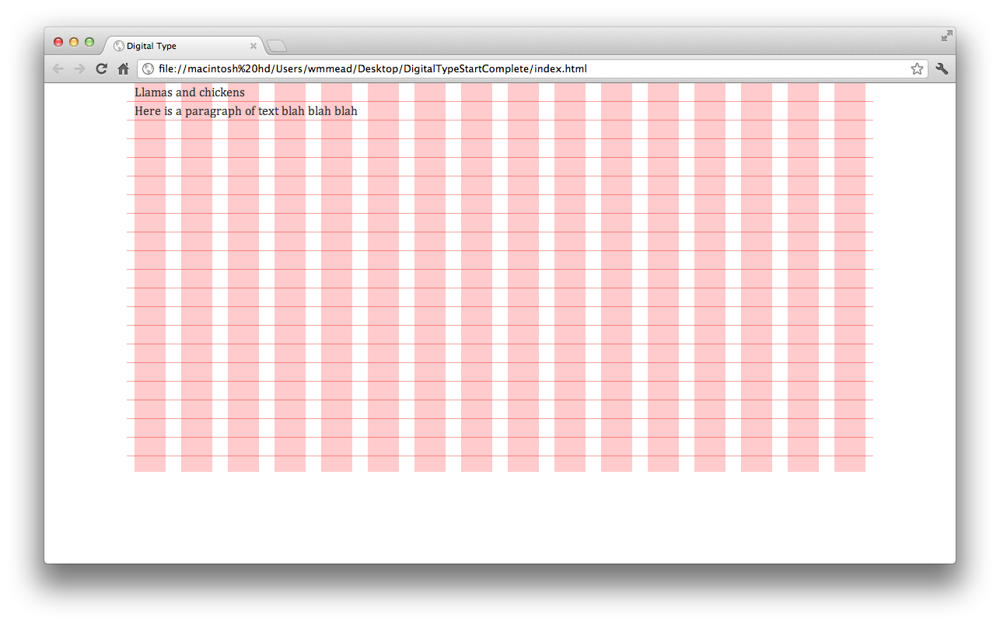 Digital Type
file://macintosh%20hd/Users/wmmead/Desktop/DigitalTypeStartComplete/index.html
Llamas and chickens
Here is a paragraph of text blah blah blah